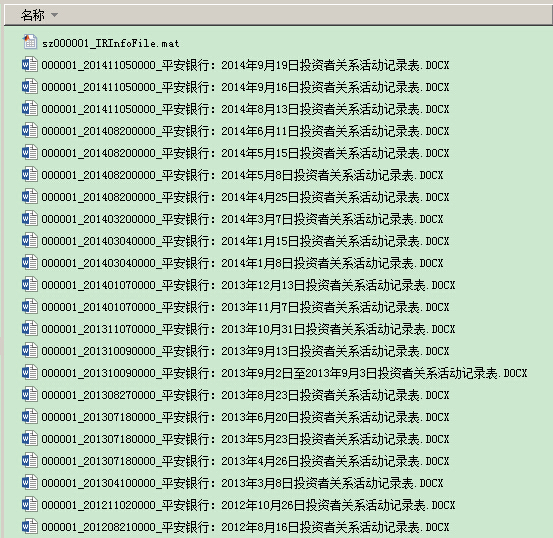 名称
sz000001_IRInfoFile.mat
000001_201411050000_平安银行：2014年9月19日投资者关系活动记录表.DOCX
000001_201411050000_平安银行：2014年9月16日投资者关系活动记录表.DOCX
000001_201411050000_平安银行：2014年8月13日投资者关系活动记录表.DOCX
000001_201408200000_平安银行：2014年6月11日投资者关系活动记录表.DOCX
000001_201408200000_平安银行：2014年5月15日投资者关系活动记录表.DOCX
000001_201408200000_平安银行：2014年5月8日投资者关系活动记录表.DOCX
000001_201408200000_平安银行：2014年4月25日投资者关系活动记录表.DOCX
000001_201403200000_平安银行：2014年3月7日投资者关系活动记录表.DOCX
000001_201403040000_平安银行：2014年1月15日投资者关系活动记录表.DOCX
000001_201403040000_平安银行：2014年1月8日投资者关系活动记录表.DOCX
000001_201401070000_平安银行：2013年12月13日投资者关系活动记录表.DOCX
000001_201401070000_平安银行：2013年11月7日投资者关系活动记录表.DOCX
000001_201311070000_平安银行：2013年10月31日投资者关系活动记录表.DOCX
000001_201310090000_平安银行：2013年9月13日投资者关系活动记录表.DOCX
000001_201310090000_平安银行：2013年9月2日至2013年9月3日投资者关系活动记录表.DOCX
000001_201308270000_平安银行：2013年8月23日投资者关系活动记录表.DOCX
000001_201307180000_平安银行：2013年6月20日投资者关系活动记录表.DOCX
000001_201307180000_平安银行：2013年5月23日投资者关系活动记录表.DOCX
000001_201307180000_平安银行：2013年4月26日投资者关系活动记录表.DOCX
000001_201304100000_平安银行：2013年3月8日投资者关系活动记录表.DOCX
000001_201211020000_平安银行：2012年10月26日投资者关系活动记录表.DOCX
000001_201208210000_平安银行：2012年8月16日投资者关系活动记录表.DOCX